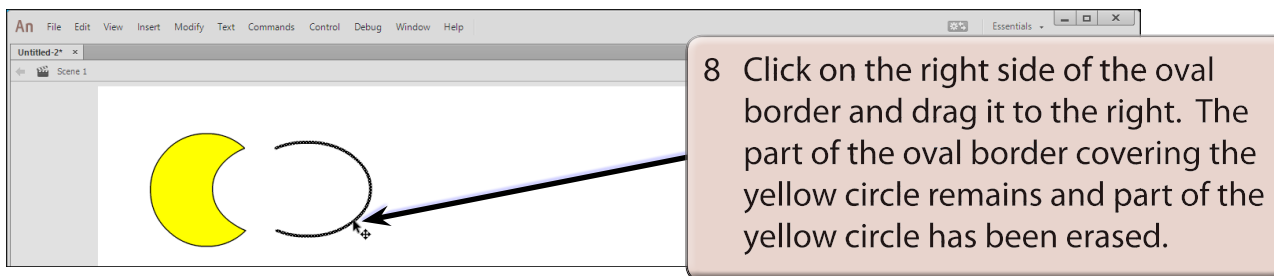 An File Edit View Insert Modify Text Commands Control Debug Window Help Essentials
Untitled-2* ×
Scene 1
8 Click on the right side of the oval
border and drag it to the right. The
part of the oval border covering the
yellow circle remains and part of the
yellow circle has been erased.